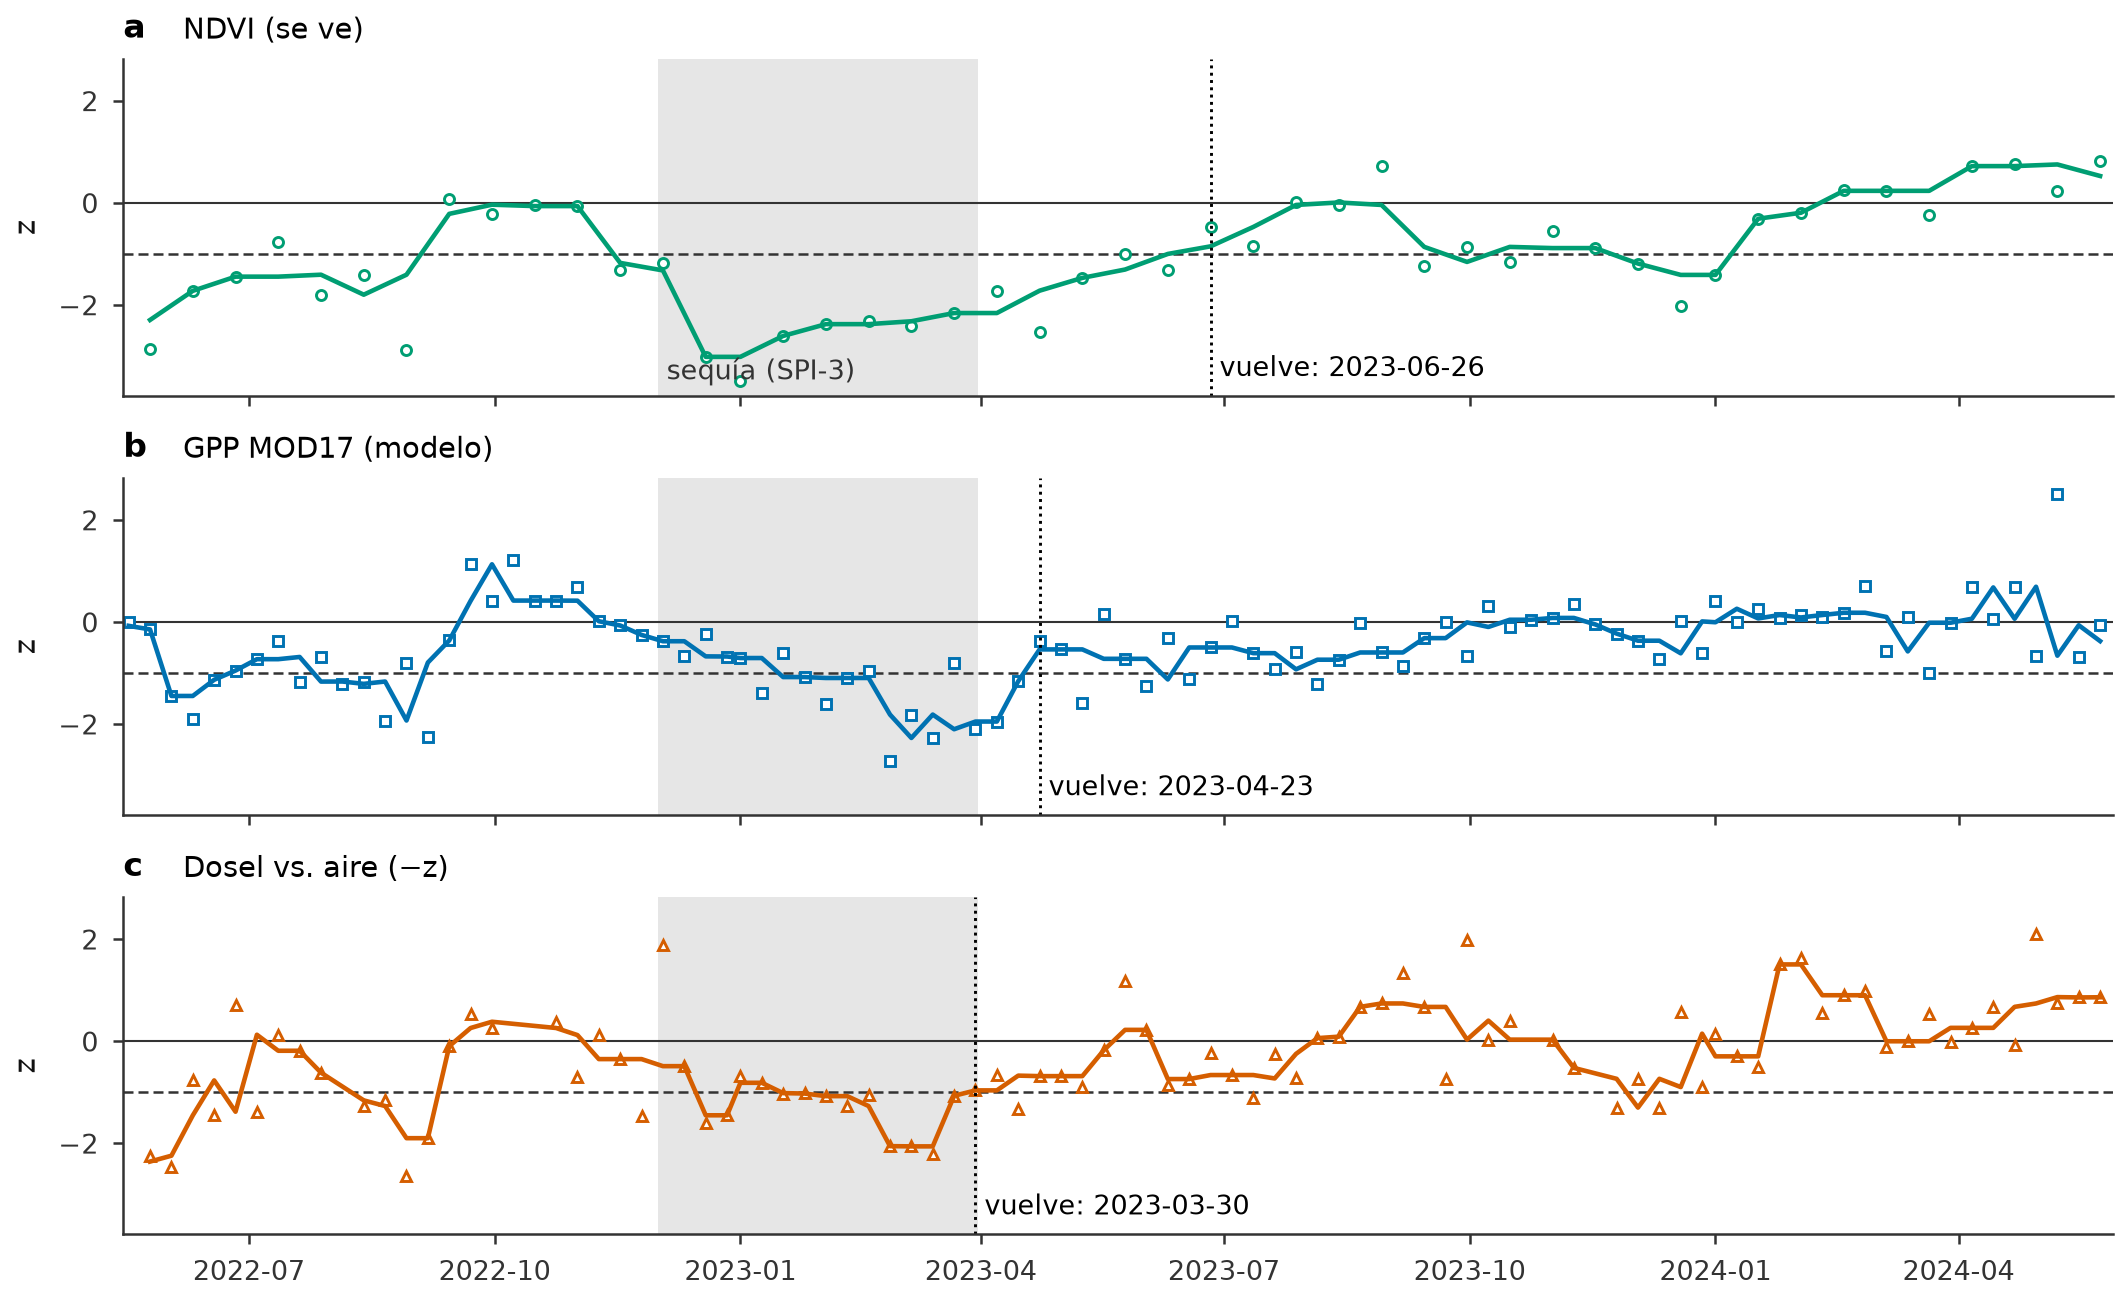 a NDVI (se ve)
2
0
−2
z
sequía (SPI-3)
vuelve: 2023-06-26
b GPP MOD17 (modelo)
2
0
−2
z
vuelve: 2023-04-23
c Dosel vs. aire (−z)
2
0
−2
z
vuelve: 2023-03-30
2022-07 2022-10 2023-01 2023-04 2023-07 2023-10 2024-01 2024-04